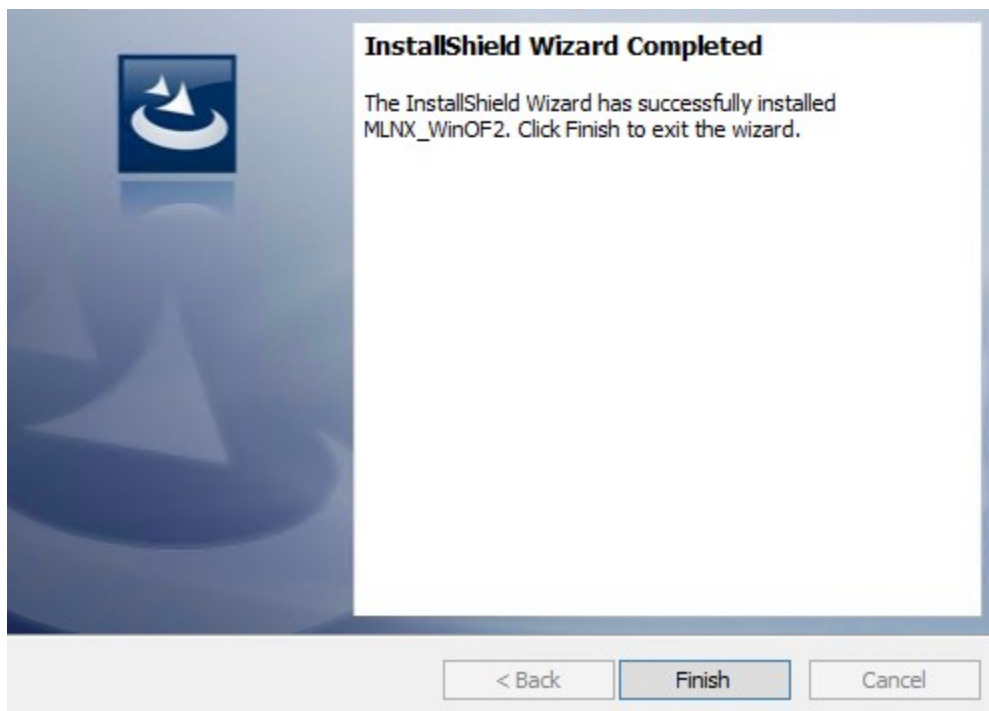 InstallShield Wizard Completed
The InstallShield Wizard has successfully installed
MLNX_WinOF2. Click Finish to exit the wizard.
< Back
Finish
Cancel